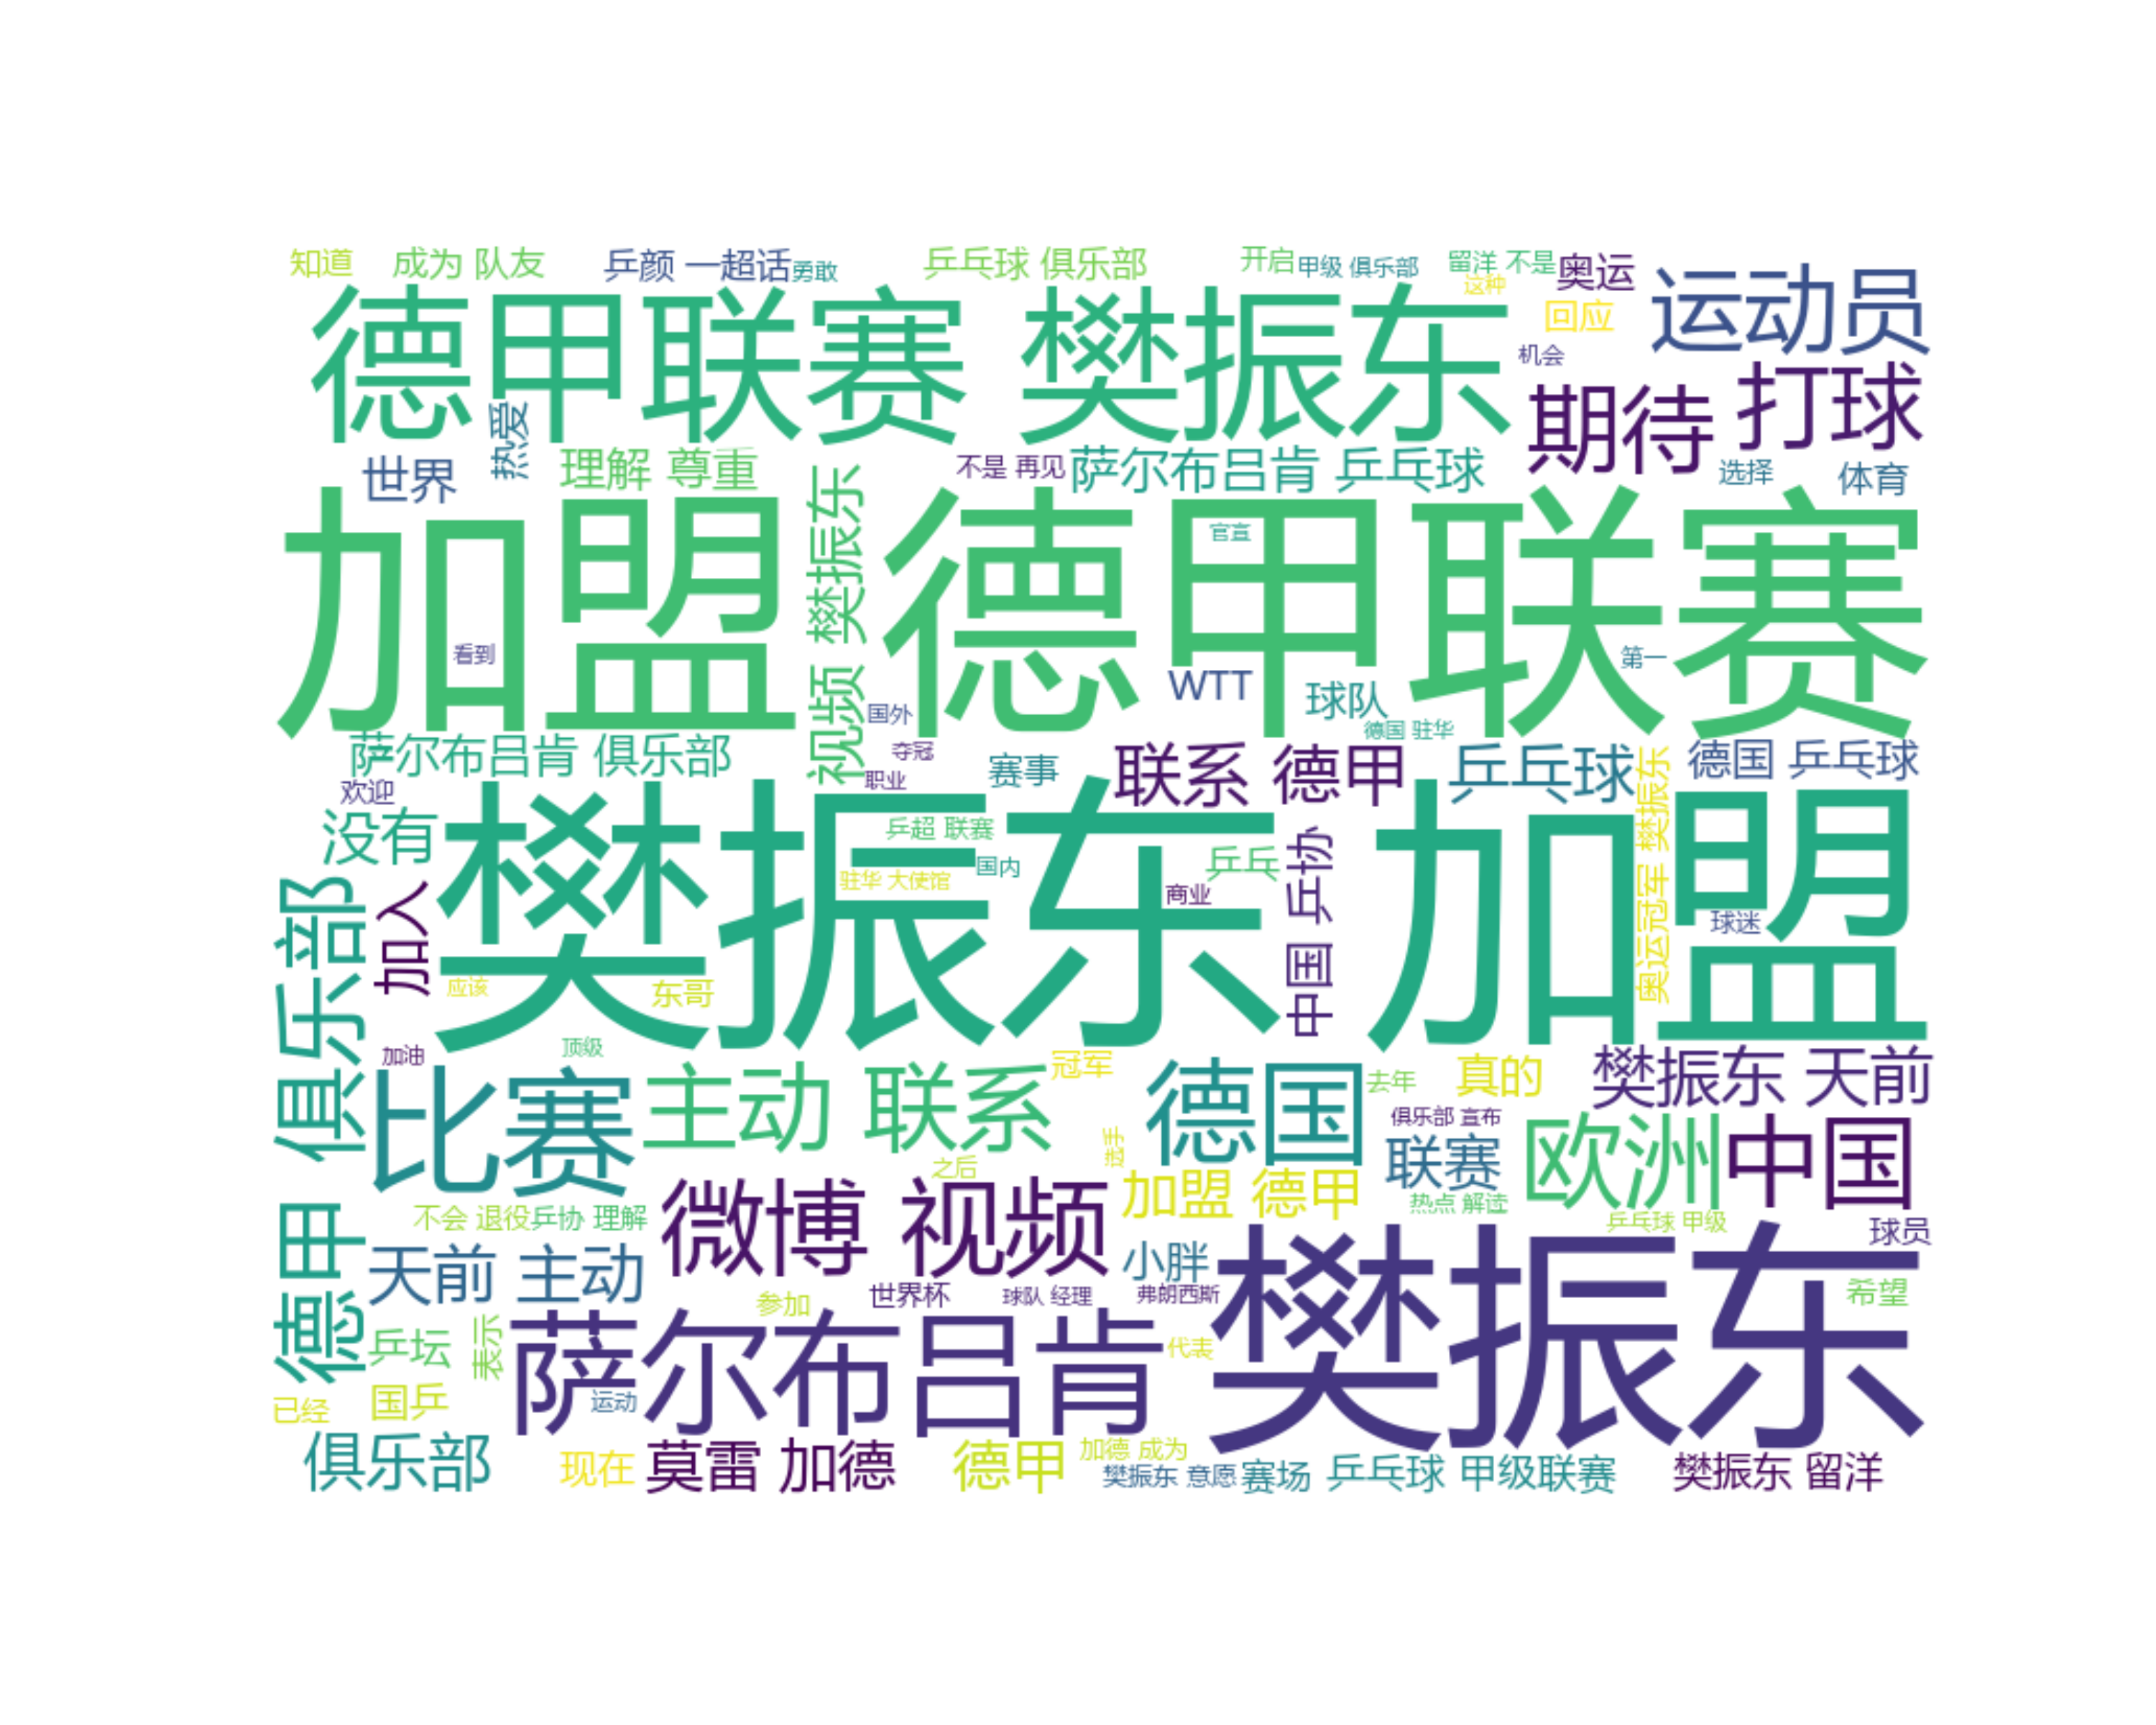 知道 成为 队友 乒颜 一超话 勇敢 乒乓球 俱乐部 开启 甲级 俱乐部 留洋 不是 奥运
这种
回应
运动员
德甲联赛 樊振东
机会
期待 打球
热爱
世界 理解 尊重 不是 再见 萨尔布吕肯 乒乓球 选择 体育
加盟 德甲联赛
官宣
视频 樊振东
看到
第一
国外 WTT 球队
德国 驻华
萨尔布吕肯 俱乐部 夺冠 赛事 联系 德甲 乒乓球 德国 乒乓球
欢迎 职业
没有
樊振东 加盟
乒超 联赛
国内 乒乓
驻华 大使馆
商业
中国 乒协
奥运冠军 樊振东
球迷
俱乐部
加入
应该 东哥
加油 顶级 冠军
比赛 主动 联系 德国 去年 真的 樊振东 天前
俱乐部 宣布
选手
联赛 欧洲 中国
之后
微博 视频 加盟 德甲
热点 解读
不会 退役 乒协 理解 乒乓球 甲级
球员
德甲
天前 主动 小胖 樊振东
世界杯 球队 经理 弗朗西斯 希望
参加
乒坛 表示 萨尔布吕肯 代表
已经 国乒 运动
俱乐部 现在 莫雷 加德 德甲 加德 成为
樊振东 意愿 赛场 乒乓球 甲级联赛 樊振东 留洋